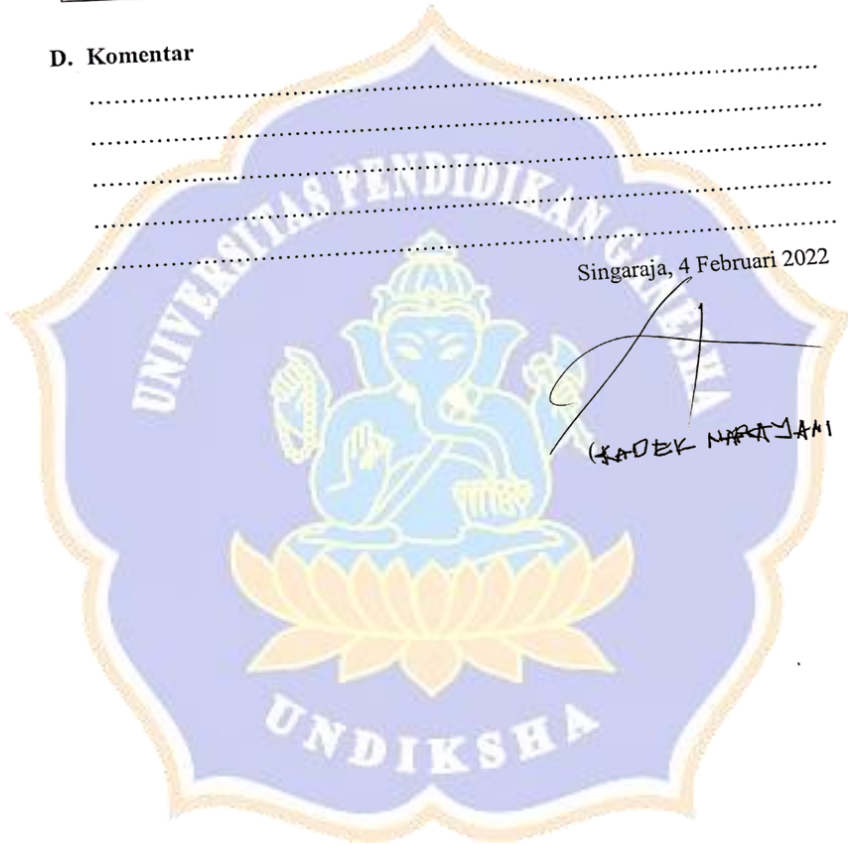 D. Komentar
................................................................
................................................................
................................................................
................................................................
................................................................
UNIVERSITAS PENDIDIKAN GANESHA
Singaraja, 4 Februari 2022
(KADEK NARAYANI
UNDIKSHA